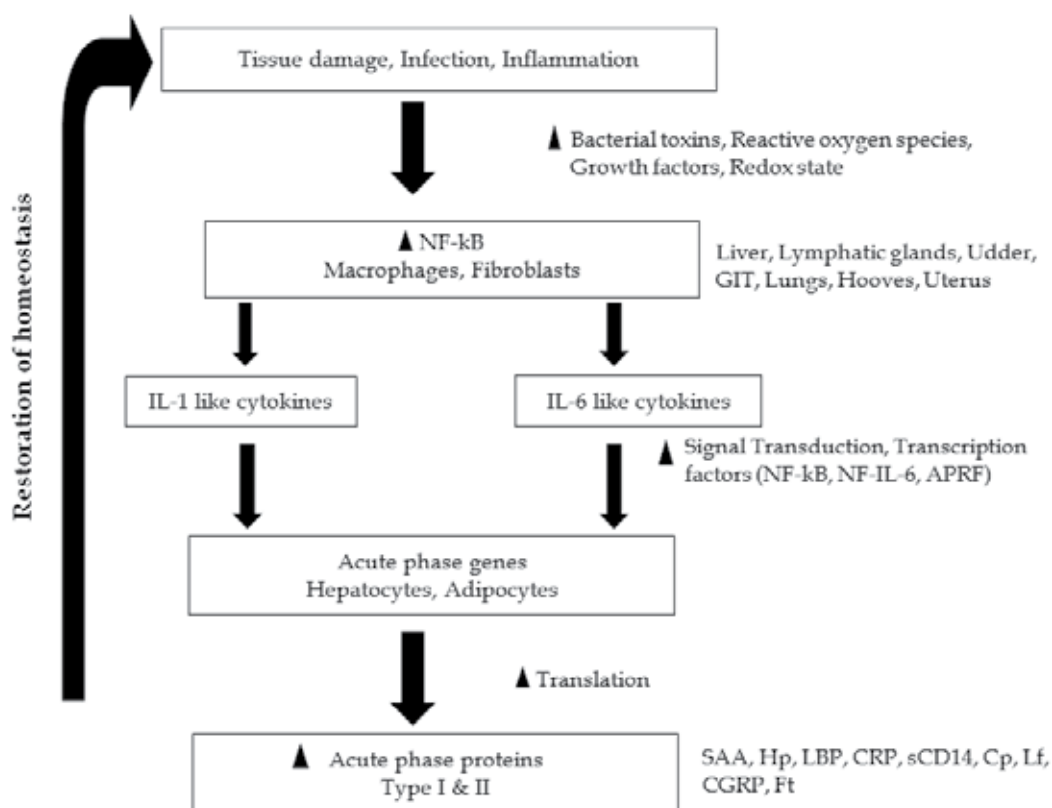 Tissue damage, Infection, Inflammation
Bacterial toxins, Reactive oxygen species,
Growth factors, Redox state
NF-kB
Macrophages, Fibroblasts
Liver, Lymphatic glands, Udder,
GIT, Lungs, Hooves, Uterus
IL-1 like cytokines
IL-6 like cytokines
Signal Transduction, Transcription
factors (NF-kB, NF-IL-6, APRF)
Acute phase genes
Hepatocytes, Adipocytes
Translation
Acute phase proteins
Type I & II
SAA, Hp, LBP, CRP, sCD14, Cp, Lf,
CGRP, Ft
Restoration of homeostasis